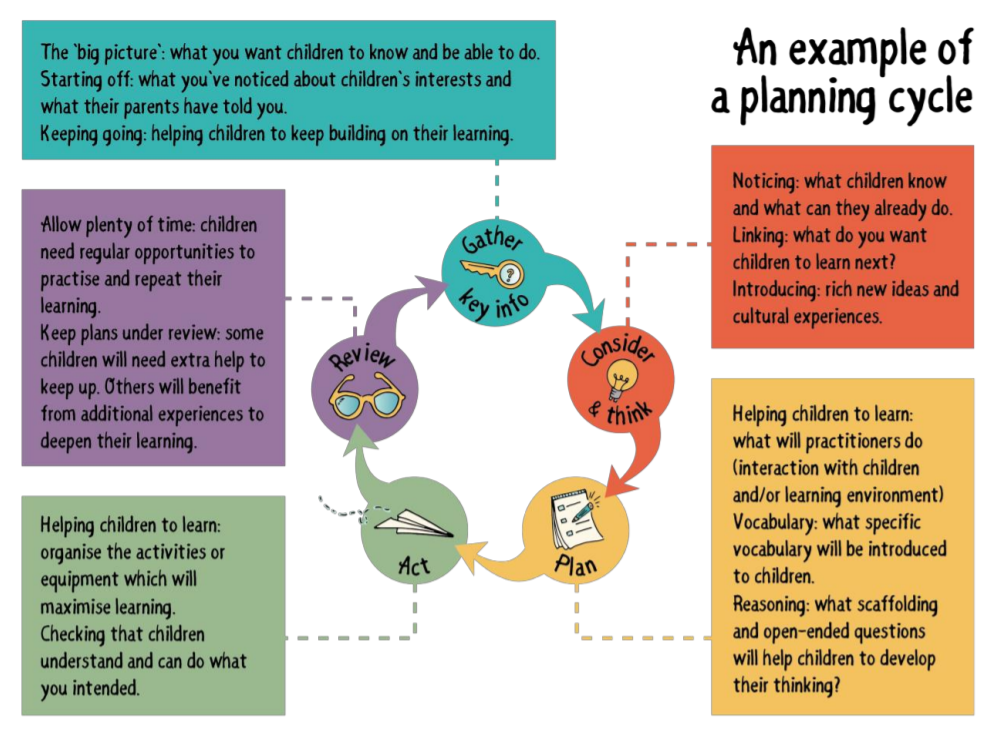 An example of
a planning cycle
The 'big picture': what you want children to know and be able to do.
Starting off: what you've noticed about children's interests and
what their parents have told you.
Keeping going: helping children to keep building on their learning.
Noticing: what children know
and what can they already do.
Linking: what do you want
children to learn next?
Introducing: rich new ideas and
cultural experiences.
Helping children to learn:
what will practitioners do
(interaction with children
and/or learning environment)
Vocabulary: what specific
vocabulary will be introduced
to children.
Reasoning: what scaffolding
and open-ended questions
will help children to develop
their thinking?
Helping children to learn:
organise the activities or
equipment which will
maximise learning.
Checking that children
understand and can do what
you intended.
Allow plenty of time: children
need regular opportunities to
practise and repeat their
learning.
Keep plans under review: some
children will need extra help to
keep up. Others will benefit
from additional experiences to
deepen their learning.
Gather
?
key info
Consider
& think
Plan
Act
Review